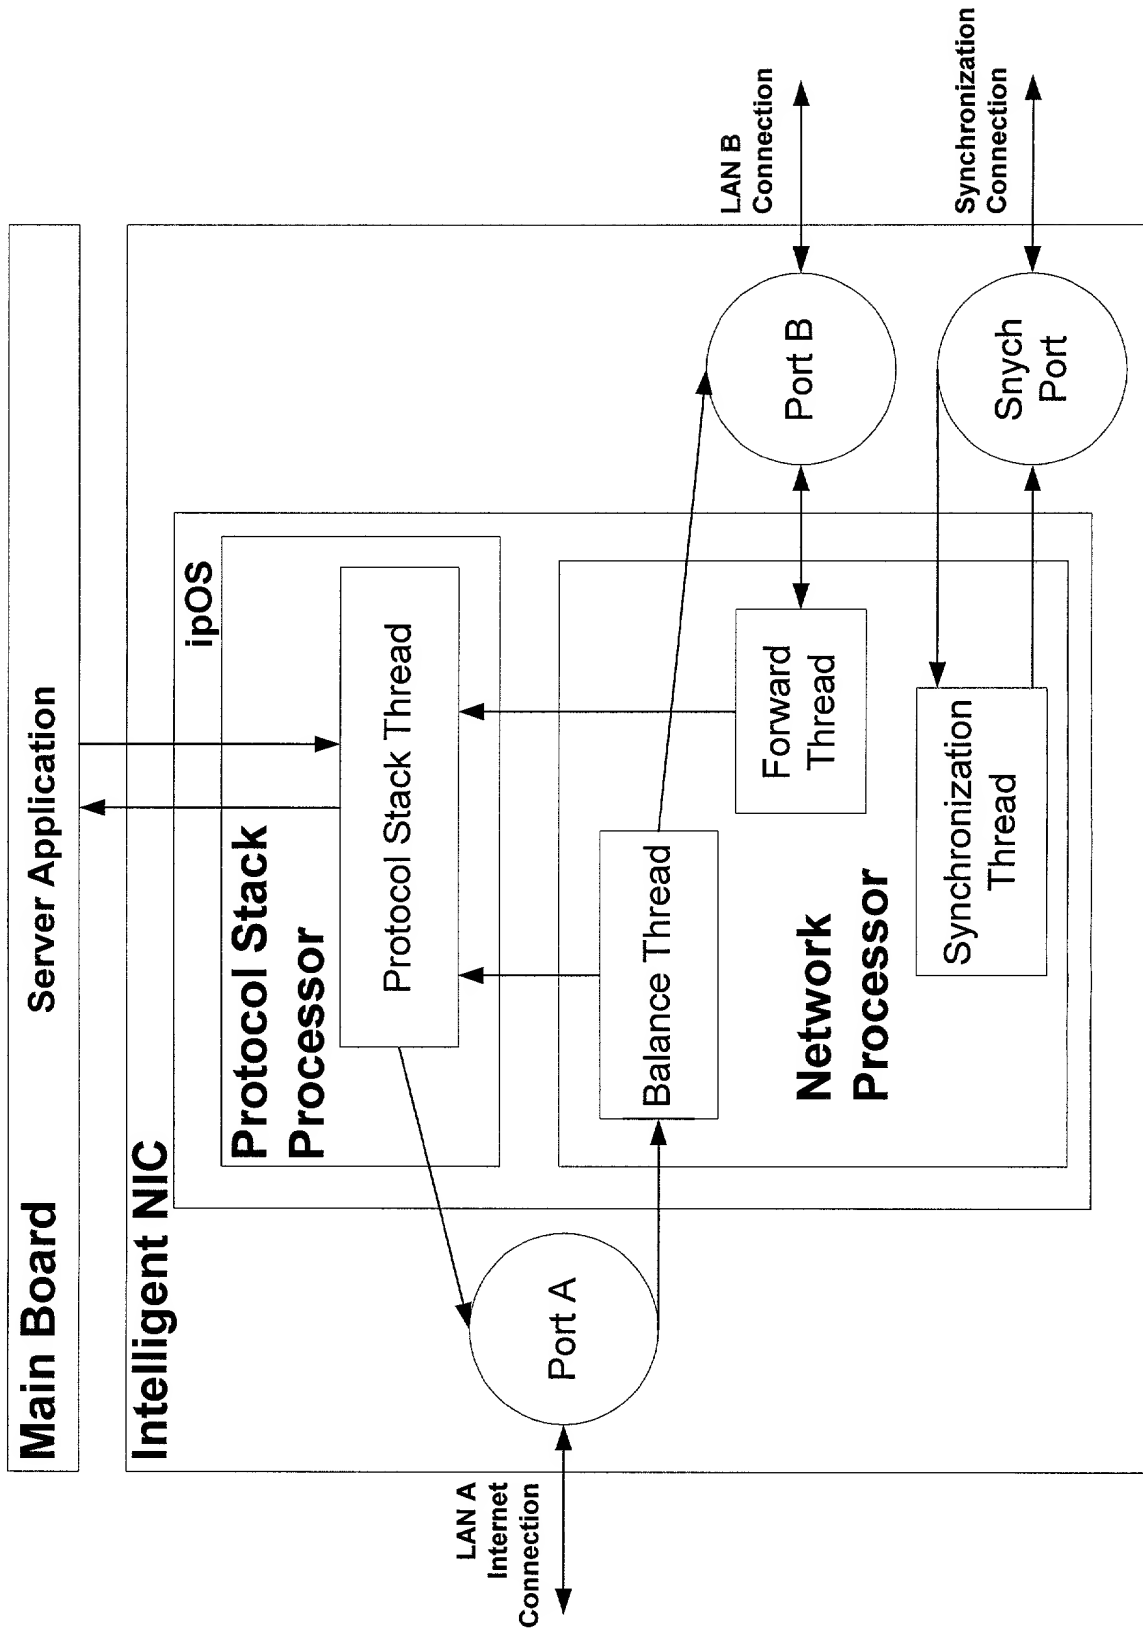 Main Board
Server Application
Intelligent NIC
ipOS
Protocol Stack
Processor
Protocol Stack Thread
LAN A
Internet
Connection
Port A
Balance Thread
Forward
Thread
Network
Processor
Synchronization
Thread
Port B
LAN B
Connection
Snych
Port
Synchronization
Connection